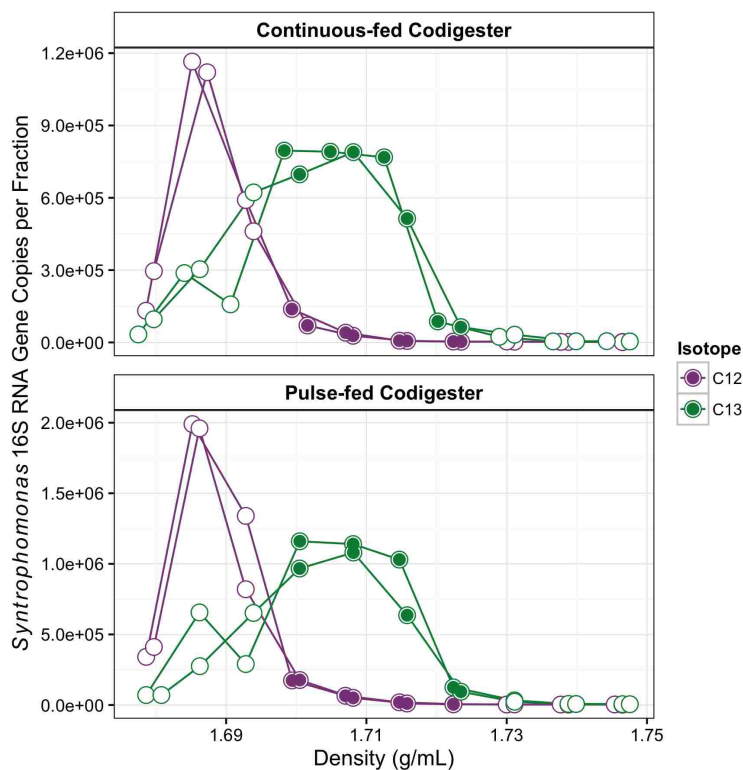 Continuous-fed Codigester
1.2e+06
9.0e+05
6.0e+05
3.0e+05
0.0e+00
Syntrophomonas 16S RNA Gene Copies per Fraction
Isotope
C12
C13
Pulse-fed Codigester
2.0e+06
1.5e+06
1.0e+06
5.0e+05
0.0e+00
1.69 1.71 1.73 1.75
Density (g/mL)